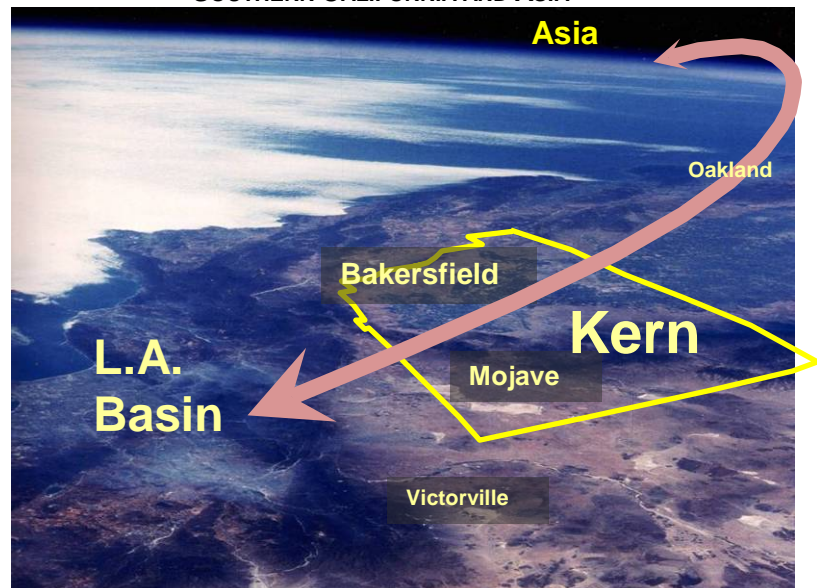 Asia
Oakland
Bakersfield
Kern
L.A.
Basin
Mojave
Victorville